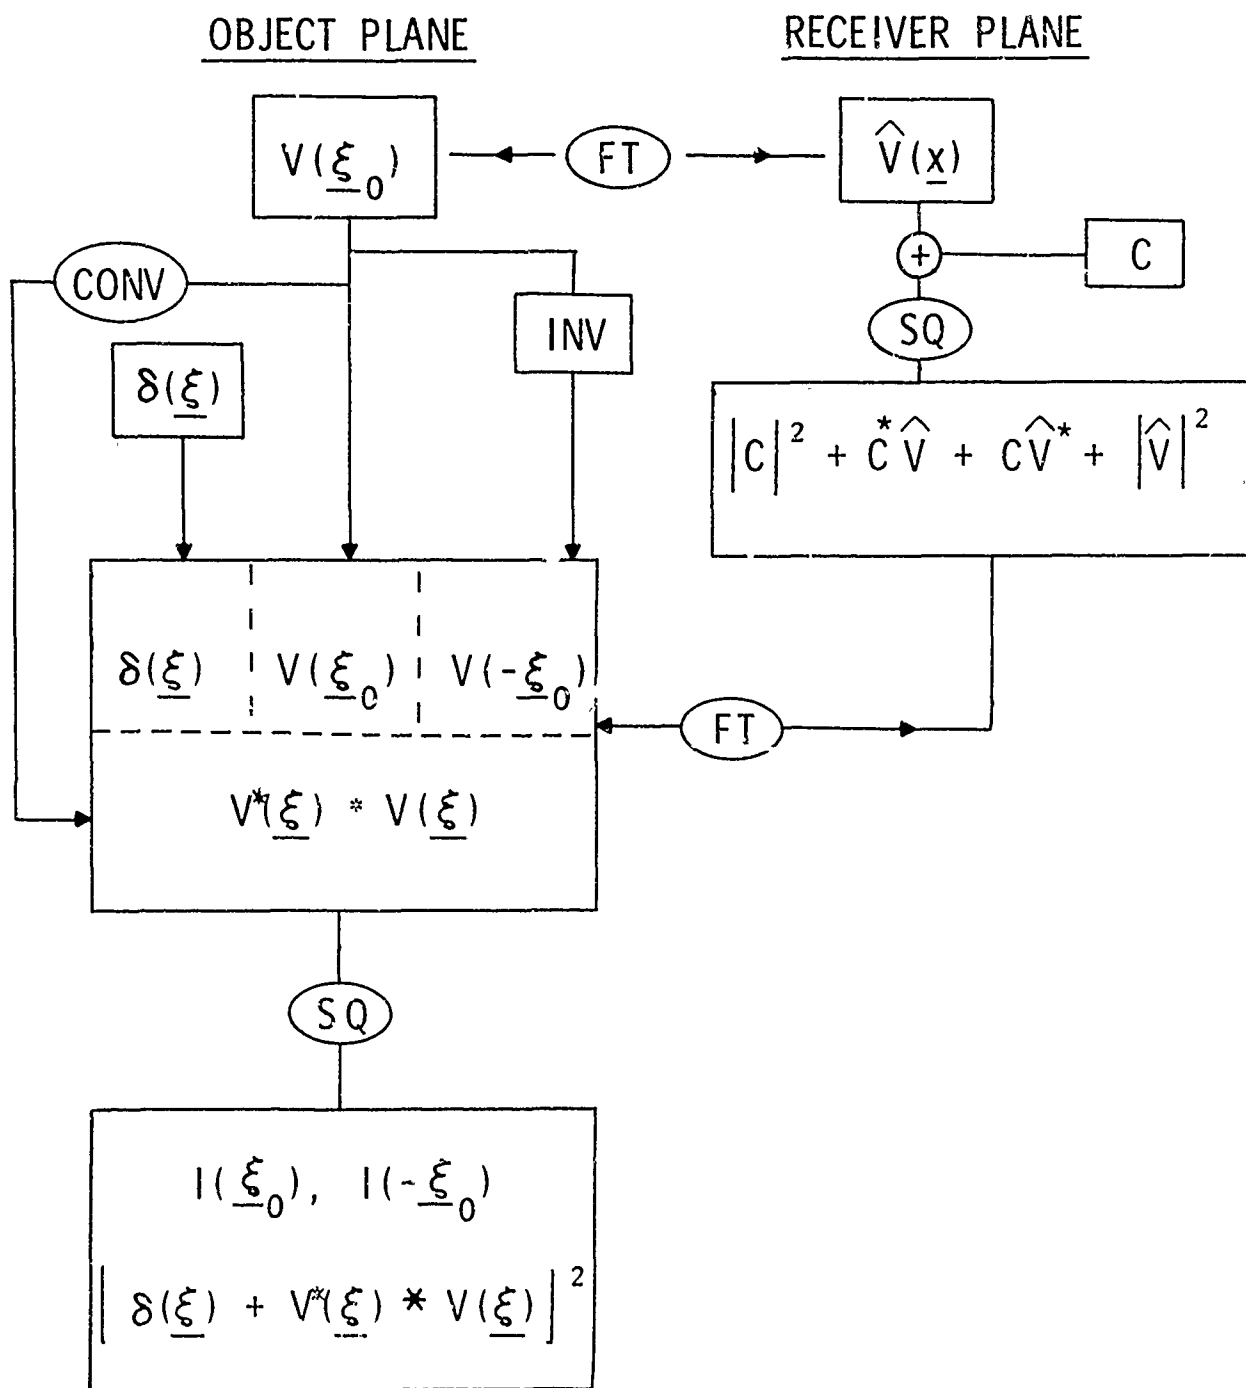 OBJECT PLANE
RECEIVER PLANE
V(ξ₀)
FT
V̂(x)
CONV
+
C
INV
SQ
δ(ξ)
|C|² + C*V̂ + CV̂* + |V̂|²
δ(ξ)
V(ξ₀)
V(-ξ₀)
FT
V*(ξ) * V(ξ)
SQ
I(ξ₀), I(-ξ₀)
| δ(ξ) + V*(ξ) * V(ξ) |²